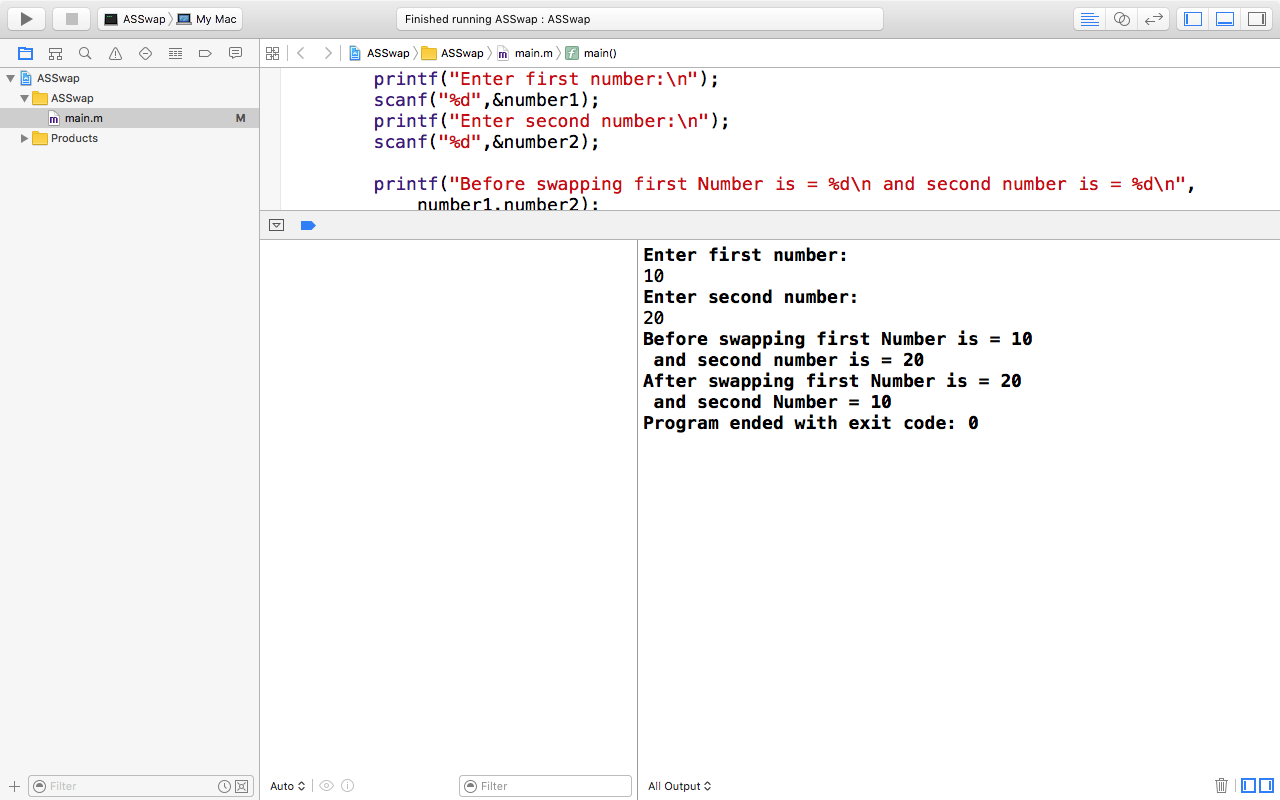 ASSwap My Mac Finished running ASSwap : ASSwap
ASSwap ASSwap main.m main()
ASSwap
ASSwap
main.m M
Products
printf("Enter first number:\n");
scanf("%d",&number1);
printf("Enter second number:\n");
scanf("%d",&number2);
printf("Before swapping first Number is = %d\n and second number is = %d\n",
number1,number2);
Enter first number:
10
Enter second number:
20
Before swapping first Number is = 10
and second number is = 20
After swapping first Number is = 20
and second Number = 10
Program ended with exit code: 0
Filter Auto Filter All Output